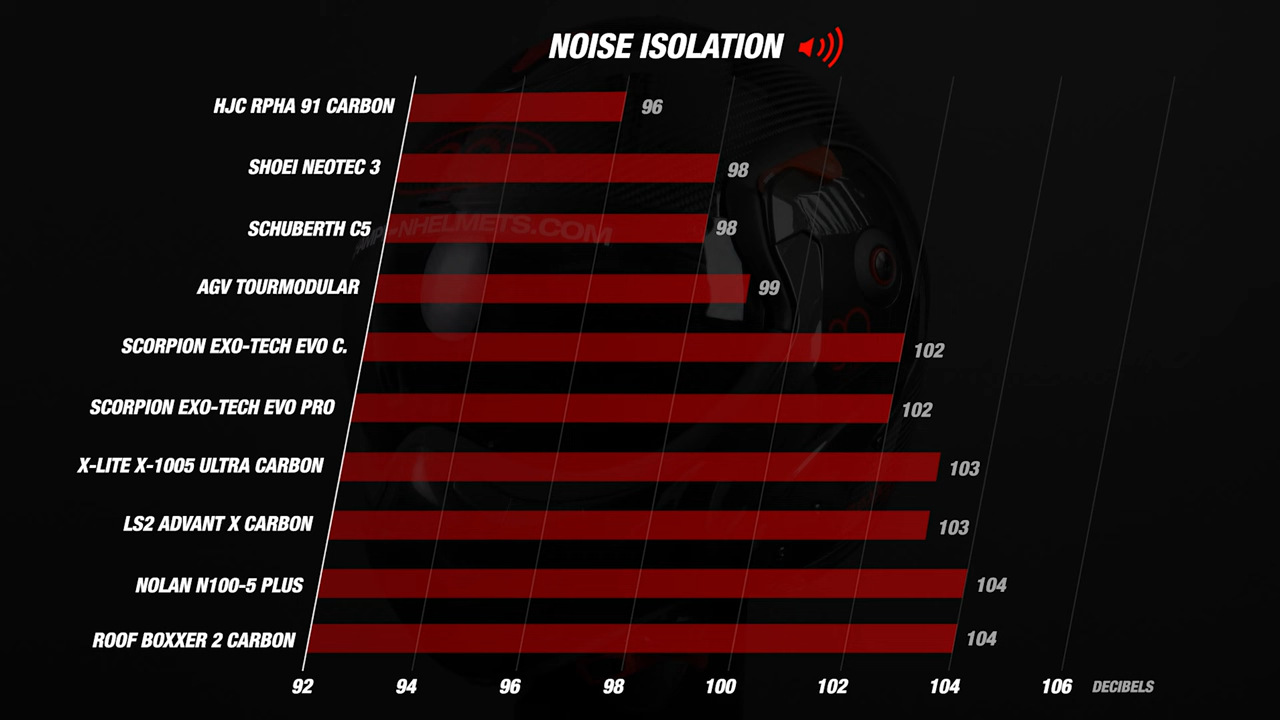 NOISE ISOLATION
HJC RPHA 91 CARBON 96
SHOEI NEOTEC 3 98
SCHUBERTH C5 98
AGV TOURMODULAR 99
SCORPION EXO-TECH EVO C. 102
SCORPION EXO-TECH EVO PRO 102
X-LITE X-1005 ULTRA CARBON 103
LS2 ADVANT X CARBON 103
NOLAN N100-5 PLUS 104
ROOF BOXXER 2 CARBON 104
92 94 96 98 100 102 104 106 DECIBELS